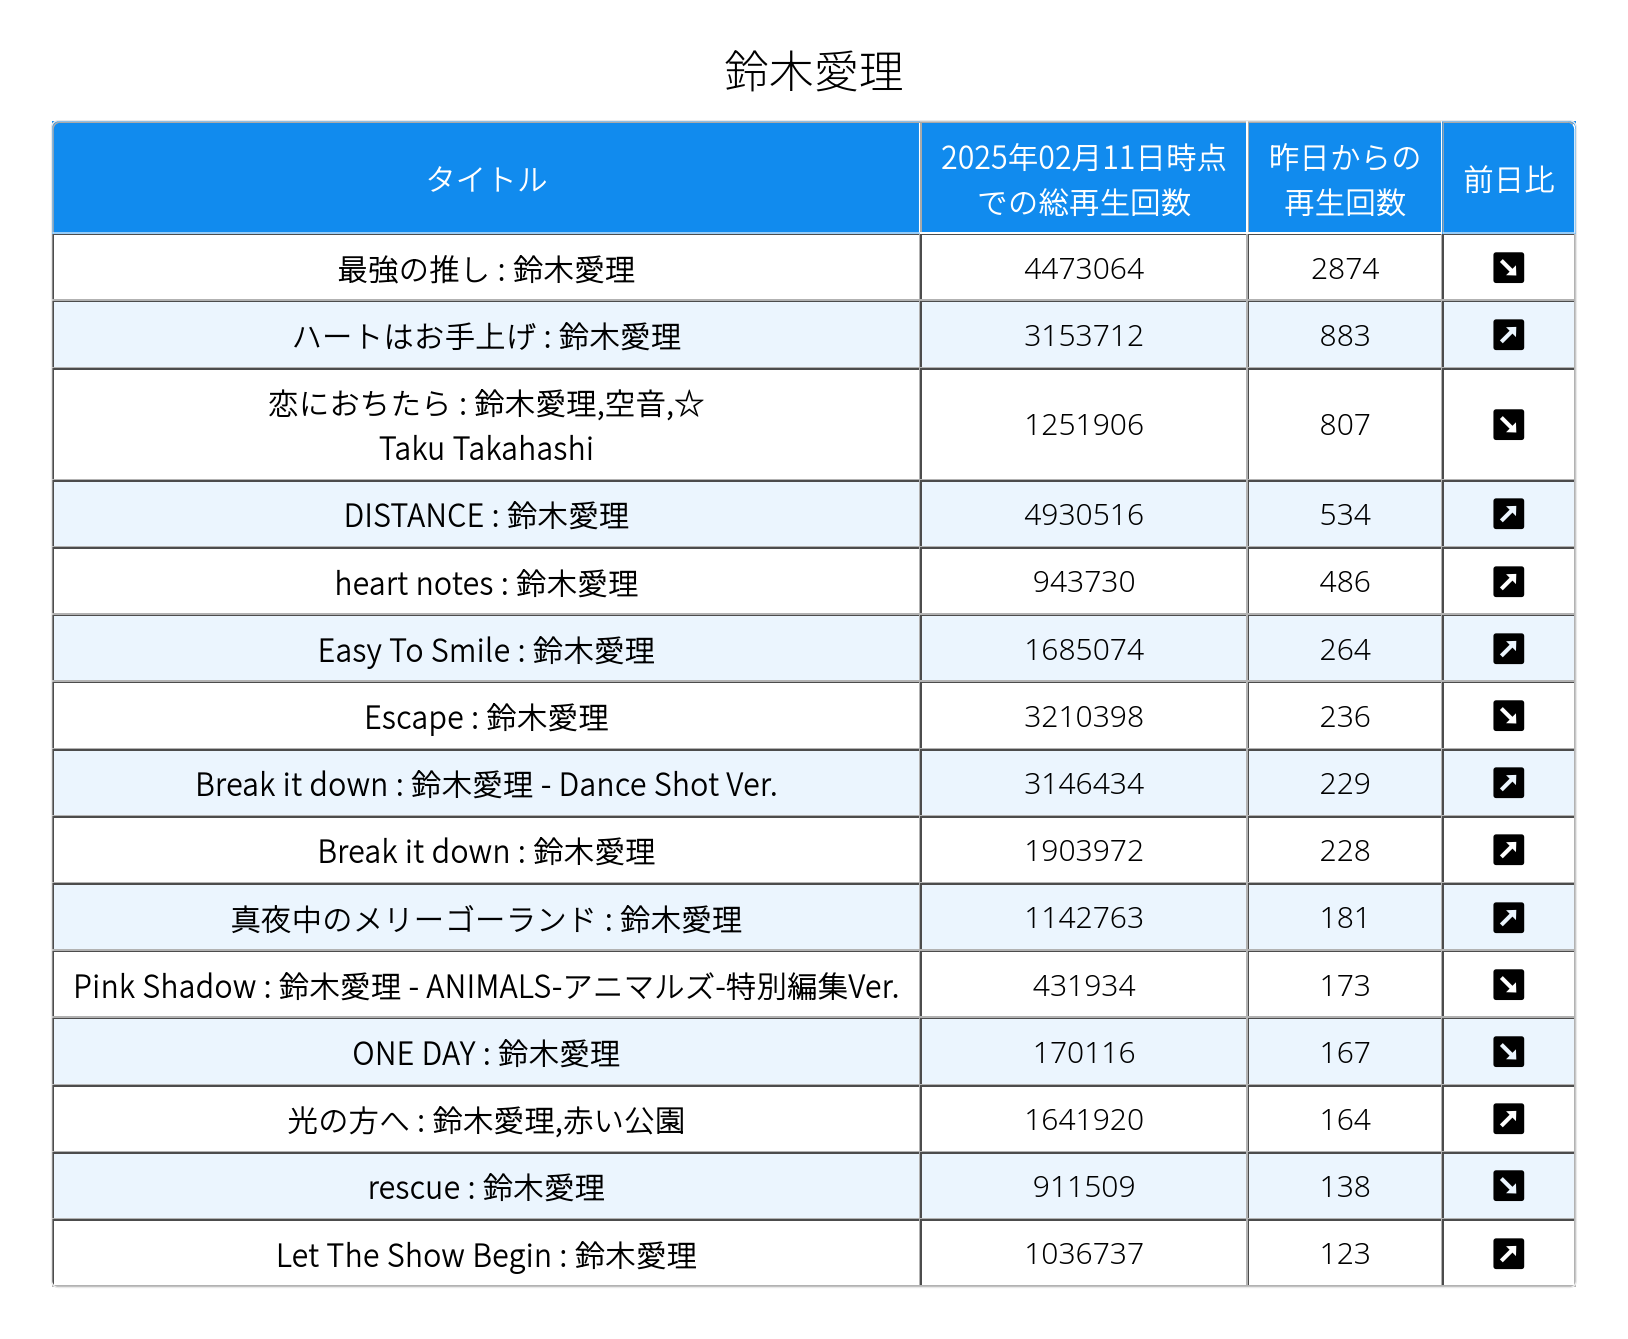 鈴木愛理
タイトル
2025年02月11日時点
での総再生回数
昨日からの
再生回数
前日比
最強の推し : 鈴木愛理 4473064 2874
ハートはお手上げ : 鈴木愛理 3153712 883
恋におちたら : 鈴木愛理,空音,☆
Taku Takahashi
1251906 807
DISTANCE : 鈴木愛理 4930516 534
heart notes : 鈴木愛理 943730 486
Easy To Smile : 鈴木愛理 1685074 264
Escape : 鈴木愛理 3210398 236
Break it down : 鈴木愛理 - Dance Shot Ver. 3146434 229
Break it down : 鈴木愛理 1903972 228
真夜中のメリーゴーランド : 鈴木愛理 1142763 181
Pink Shadow : 鈴木愛理 - ANIMALS-アニマルズ-特別編集Ver. 431934 173
ONE DAY : 鈴木愛理 170116 167
光の方へ : 鈴木愛理,赤い公園 1641920 164
rescue : 鈴木愛理 911509 138
Let The Show Begin : 鈴木愛理 1036737 123